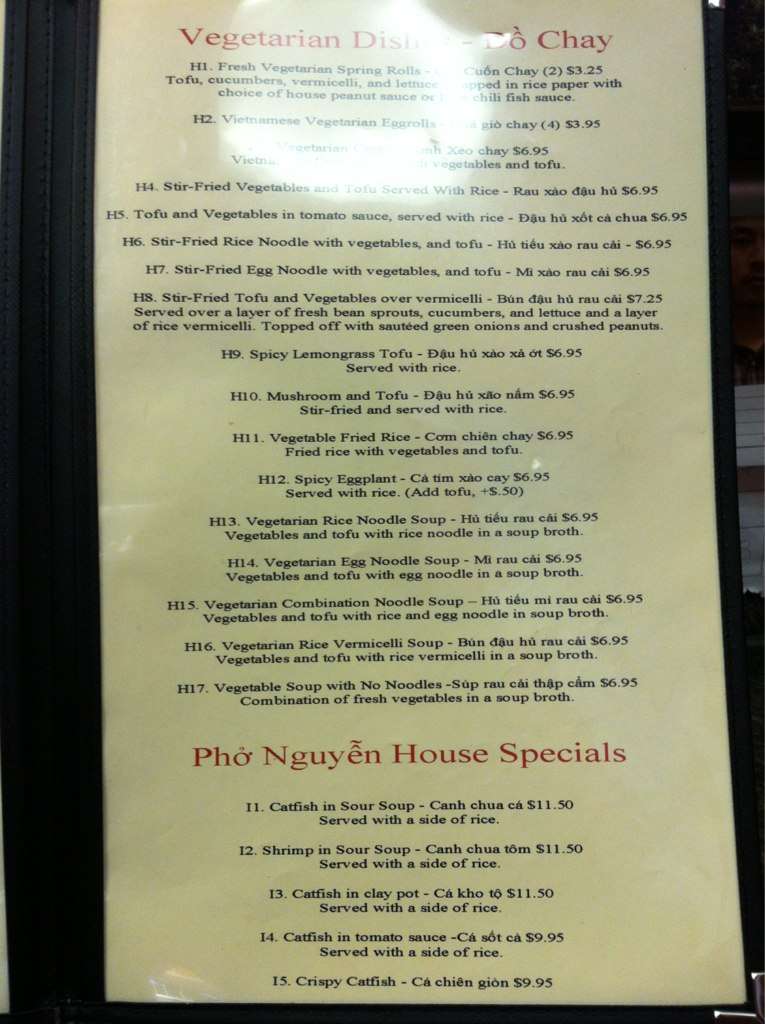 Vegetarian - Đồ Chay
H1. Fresh Vegetarian Spring Rolls - Cuốn Chay (2) $3.25
Tofu, cucumbers, vermicelli, and lettuce in rice paper with
choice of house peanut sauce or chili fish sauce.
H2. Vietnamese Vegetarian Eggrolls giò chay (4) $3.95
Vegetarian Xèo chay $6.95
vegetables and tofu.
H4. Stir-Fried Vegetables and Tofu Served With Rice - Rau xào đậu hủ $6.95
H5. Tofu and Vegetables in tomato sauce, served with rice - Đậu hủ xốt cà chua $6.95
H6. Stir-Fried Rice Noodle with vegetables, and tofu - Hủ tiếu xào rau cải - $6.95
H7. Stir-Fried Egg Noodle with vegetables, and tofu - Mì xào rau cải $6.95
H8. Stir-Fried Tofu and Vegetables over vermicelli - Bún đậu hủ rau cải $7.25
Served over a layer of fresh bean sprouts, cucumbers, and lettuce and a layer
of rice vermicelli. Topped off with sautéed green onions and crushed peanuts.
H9. Spicy Lemongrass Tofu - Đậu hủ xào xả ớt $6.95
Served with rice.
H10. Mushroom and Tofu - Đậu hủ xão nấm $6.95
Stir-fried and served with rice.
H11. Vegetable Fried Rice - Cơm chiên chay $6.95
Fried rice with vegetables and tofu.
H12. Spicy Eggplant - Cà tím xào cay $6.95
Served with rice. (Add tofu, +$.50)
H13. Vegetarian Rice Noodle Soup - Hủ tiếu rau cải $6.95
Vegetables and tofu with rice noodle in a soup broth.
H14. Vegetarian Egg Noodle Soup - Mì rau cải $6.95
Vegetables and tofu with egg noodle in a soup broth.
H15. Vegetarian Combination Noodle Soup – Hủ tiếu mì rau cải $6.95
Vegetables and tofu with rice and egg noodle in soup broth.
H16. Vegetarian Rice Vermicelli Soup - Bún đậu hủ rau cải $6.95
Vegetables and tofu with rice vermicelli in a soup broth.
H17. Vegetable Soup with No Noodles -Súp rau cải thập cẩm $6.95
Combination of fresh vegetables in a soup broth.
Phở Nguyễn House Specials
I1. Catfish in Sour Soup - Canh chua cá $11.50
Served with a side of rice.
I2. Shrimp in Sour Soup - Canh chua tôm $11.50
Served with a side of rice.
I3. Catfish in clay pot - Cá kho tộ $11.50
Served with a side of rice.
I4. Catfish in tomato sauce -Cá sốt cà $9.95
Served with a side of rice.
I5. Crispy Catfish - Cá chiên giòn $9.95